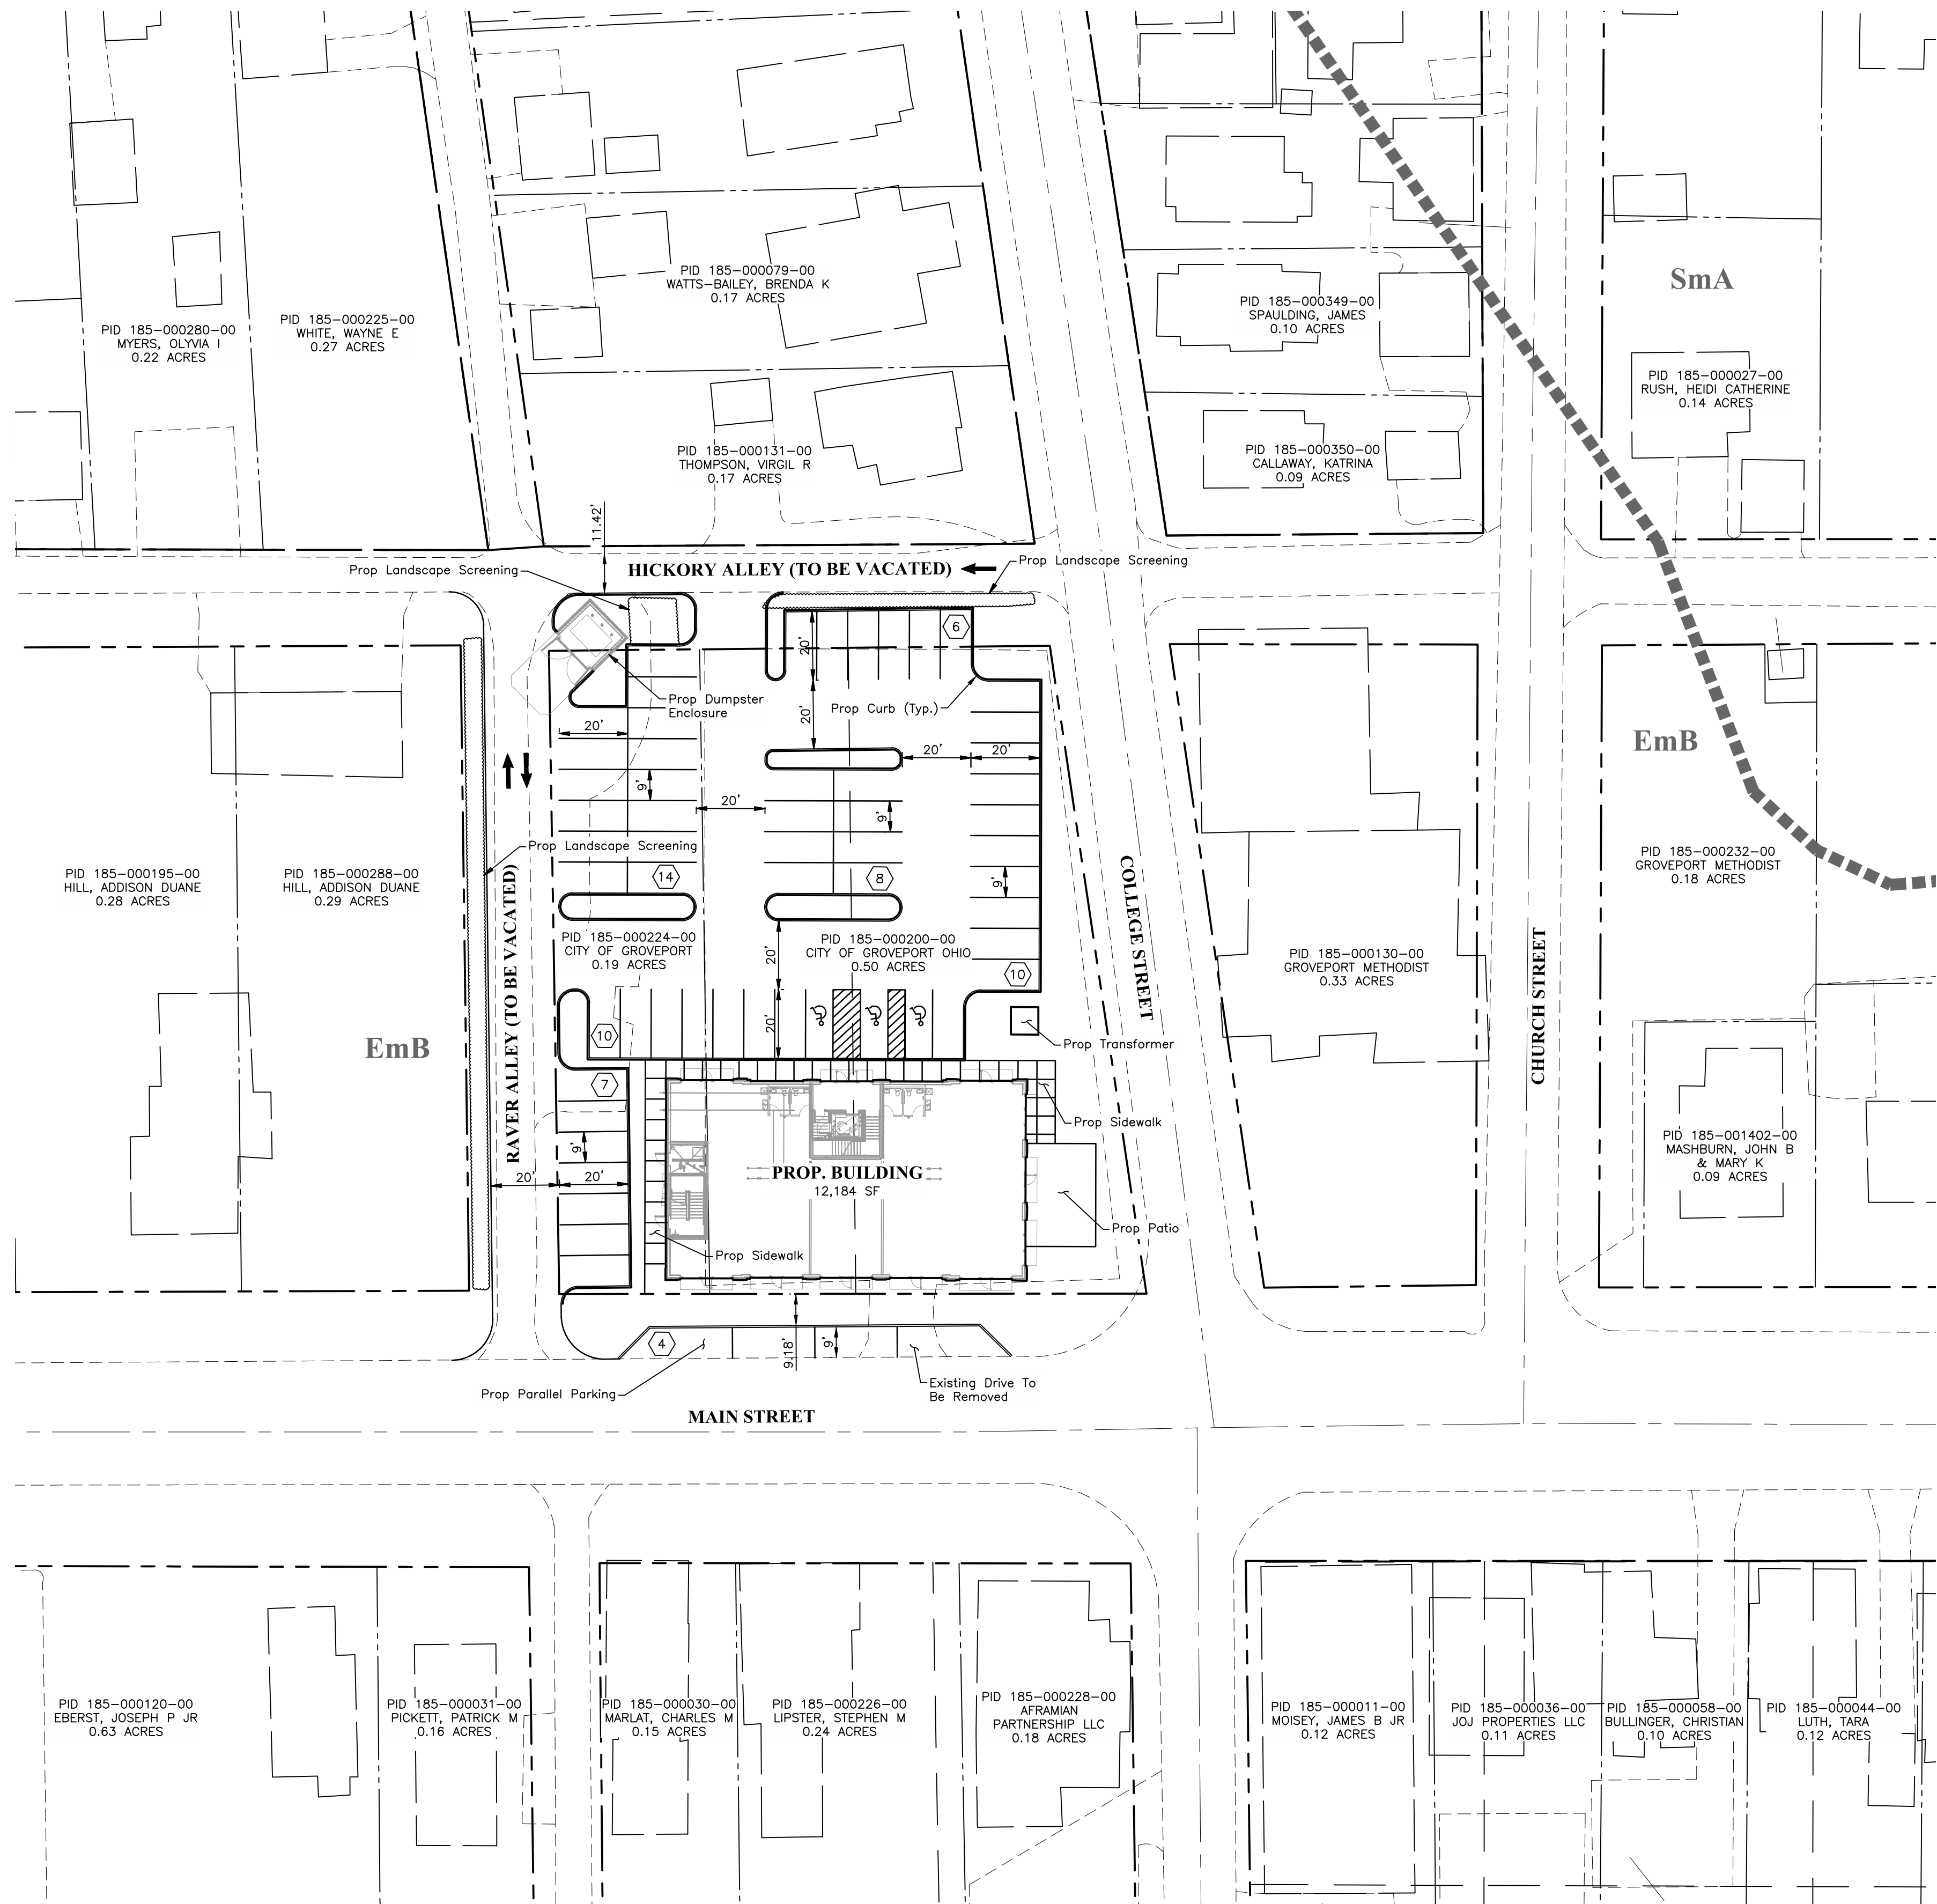 PID 185-000079-00
WATTS-BAILEY, BRENDA K
0.17 ACRES
SmA
PID 185-000280-00
MYERS, OLYVIA I
0.22 ACRES
PID 185-000225-00
WHITE, WAYNE E
0.27 ACRES
PID 185-000349-00
SPAULDING, JAMES
0.10 ACRES
PID 185-000027-00
RUSH, HEIDI CATHERINE
0.14 ACRES
PID 185-000131-00
THOMPSON, VIRGIL R
0.17 ACRES
PID 185-000350-00
CALLAWAY, KATRINA
0.09 ACRES
11.42'
Prop Landscape Screening
HICKORY ALLEY (TO BE VACATED)
Prop Landscape Screening
6
20'
Prop Dumpster
Enclosure
Prop Curb (Typ.)
20'
20'
20'
20'
EmB
9'
20'
9'
Prop Landscape Screening
PID 185-000195-00
HILL, ADDISON DUANE
0.28 ACRES
PID 185-000288-00
HILL, ADDISON DUANE
0.29 ACRES
14
8
9'
PID 185-000232-00
GROVEPORT METHODIST
0.18 ACRES
RAVER ALLEY (TO BE VACATED)
COLLEGE STREET
CHURCH STREET
PID 185-000224-00
CITY OF GROVEPORT
0.19 ACRES
20'
PID 185-000200-00
CITY OF GROVEPORT OHIO
0.50 ACRES
10
PID 185-000130-00
GROVEPORT METHODIST
0.33 ACRES
EmB
10
20'
Prop Transformer
7
Prop Sidewalk
9'
20'
20'
PROP. BUILDING
12,184 SF
PID 185-001402-00
MASHBURN, JOHN B
& MARY K
0.09 ACRES
Prop Patio
Prop Sidewalk
4
9.18'
9'
Prop Parallel Parking
Existing Drive To
Be Removed
MAIN STREET
PID 185-000120-00
EBERST, JOSEPH P JR
0.63 ACRES
PID 185-000031-00
PICKETT, PATRICK M
0.16 ACRES
PID 185-000030-00
MARLAT, CHARLES M
0.15 ACRES
PID 185-000226-00
LIPSTER, STEPHEN M
0.24 ACRES
PID 185-000228-00
AFRAMIAN
PARTNERSHIP LLC
0.18 ACRES
PID 185-000011-00
MOISEY, JAMES B JR
0.12 ACRES
PID 185-000036-00
JOJ PROPERTIES LLC
0.11 ACRES
PID 185-000058-00
BULLINGER, CHRISTIAN
0.10 ACRES
PID 185-000044-00
LUTH, TARA
0.12 ACRES